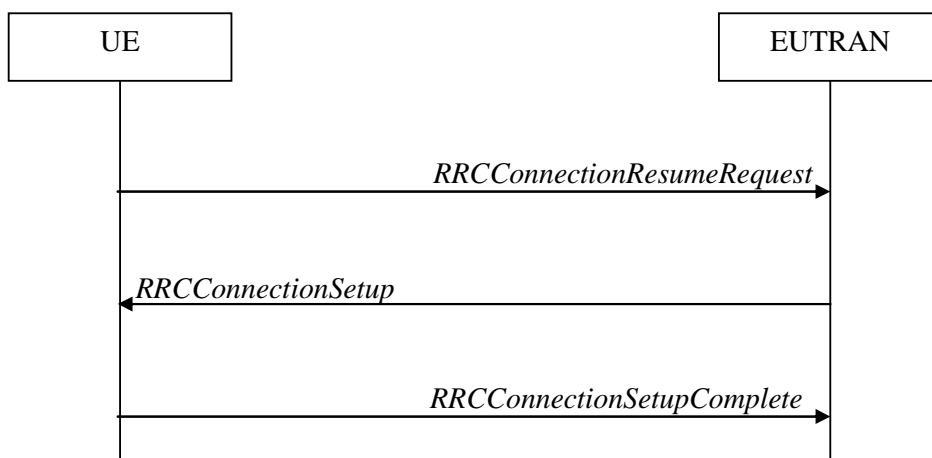 UE
EUTRAN
RRCConnectionResumeRequest
RRCConnectionSetup
RRCConnectionSetupComplete